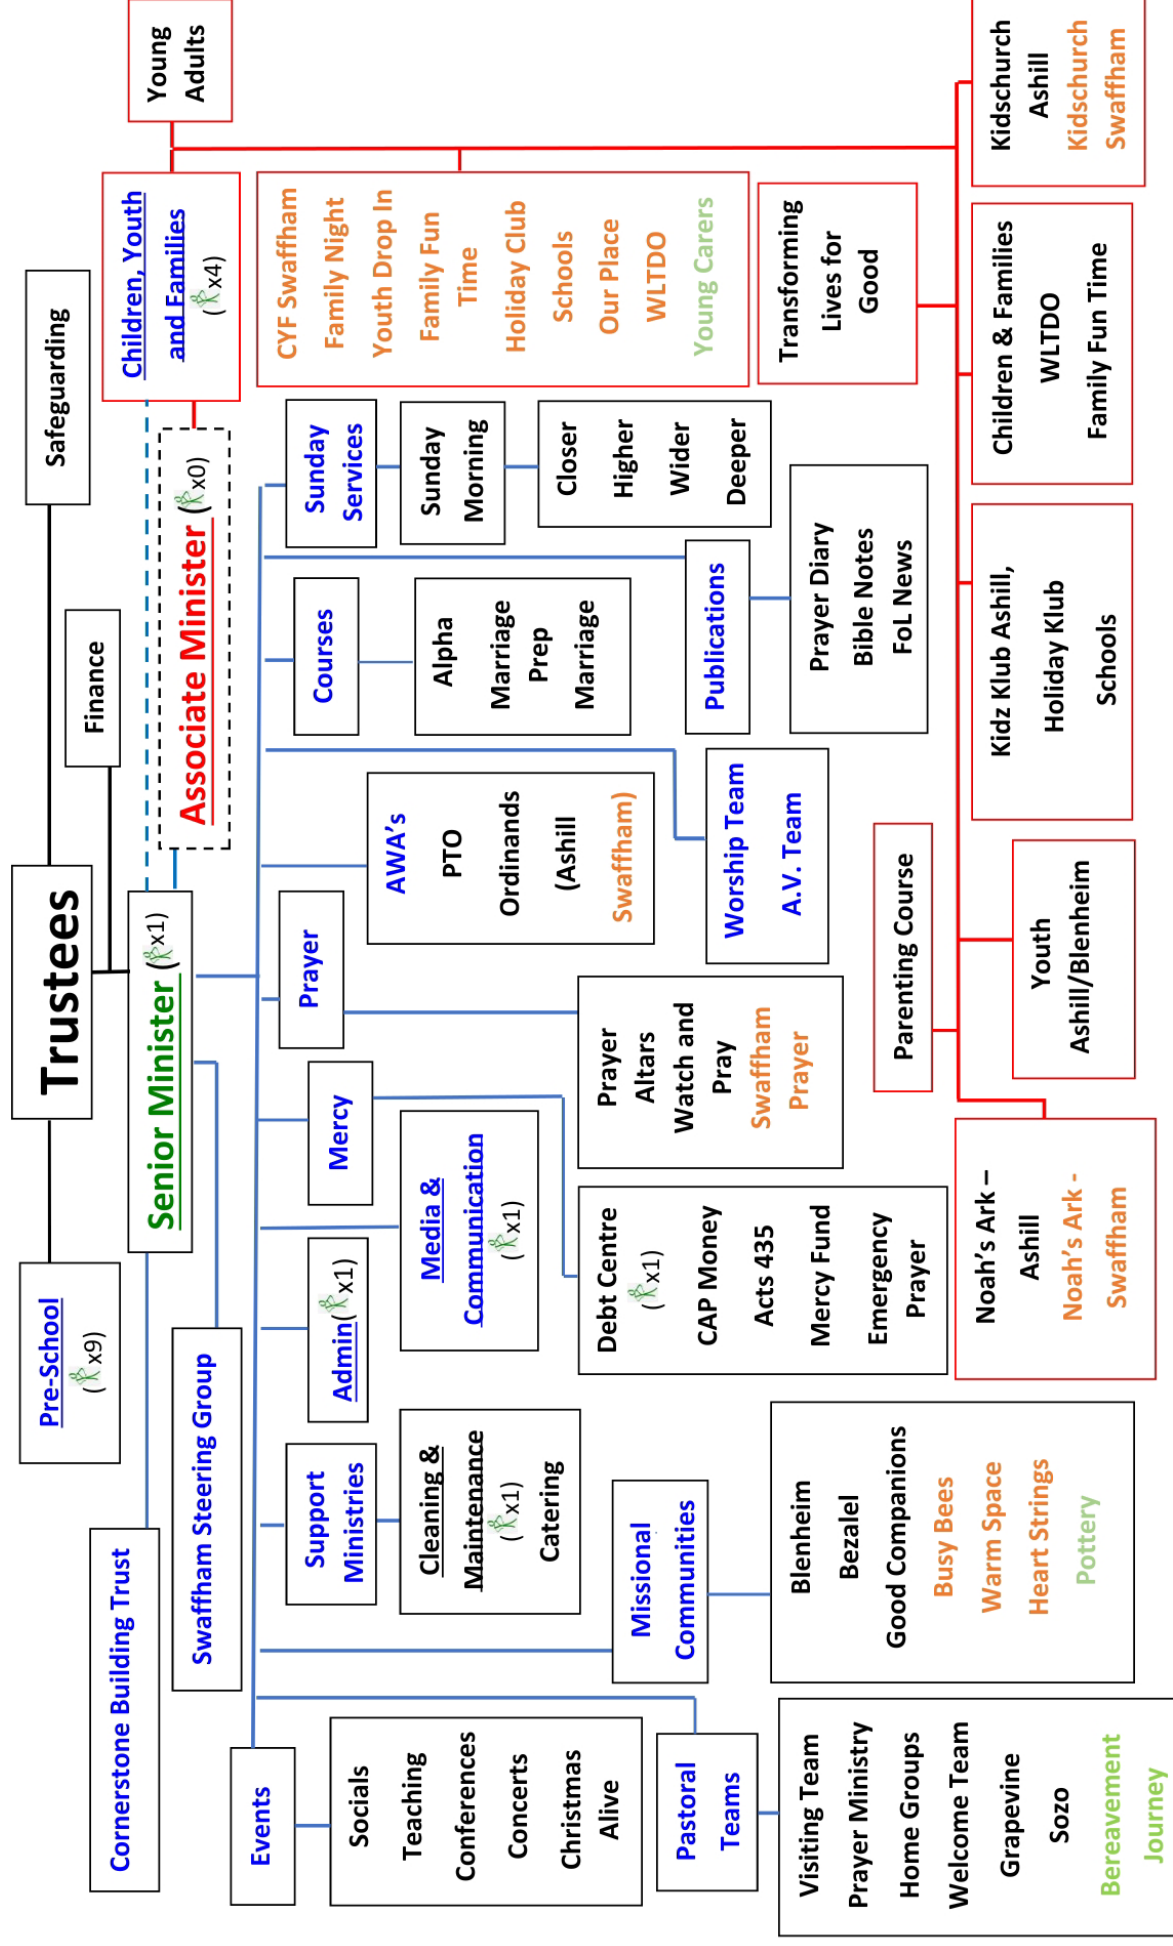 Trustees
Safeguarding
Finance
Pre-School
(x9)
Senior Minister (x1)
Associate Minister (x0)
Children, Youth
and Families
(x4)
Young
Adults
Cornerstone Building Trust
Swaffham Steering Group
Events
Socials
Teaching
Conferences
Concerts
Christmas
Alive
Pastoral
Teams
Visiting Team
Prayer Ministry
Home Groups
Welcome Team
Grapevine
Sozo
Bereavement
Journey
Support
Ministries
Cleaning &
Maintenance
(x1)
Catering
Missional
Communities
Blenheim
Bezalel
Good Companions
Busy Bees
Warm Space
Heart Strings
Pottery
Admin(x1)
Media &
Communication
(x1)
Mercy
Debt Centre
(x1)
CAP Money
Acts 435
Mercy Fund
Emergency
Prayer
Prayer
Prayer
Altars
Watch and
Pray
Swaffham
Prayer
AWA's
PTO
Ordinands
(Ashill
Swaffham)
Worship Team
A.V. Team
Courses
Alpha
Marriage
Prep
Marriage
Publications
Prayer Diary
Bible Notes
FoL News
Sunday
Services
Sunday
Morning
Closer
Higher
Wider
Deeper
CYF Swaffham
Family Night
Youth Drop In
Family Fun
Time
Holiday Club
Schools
Our Place
WLTDO
Young Carers
Transforming
Lives for
Good
Parenting Course
Noah's Ark –
Ashill
Noah's Ark -
Swaffham
Youth
Ashill/Blenheim
Kidz Klub Ashill,
Holiday Klub
Schools
Children & Families
WLTDO
Family Fun Time
Kidschurch
Ashill
Kidschurch
Swaffham